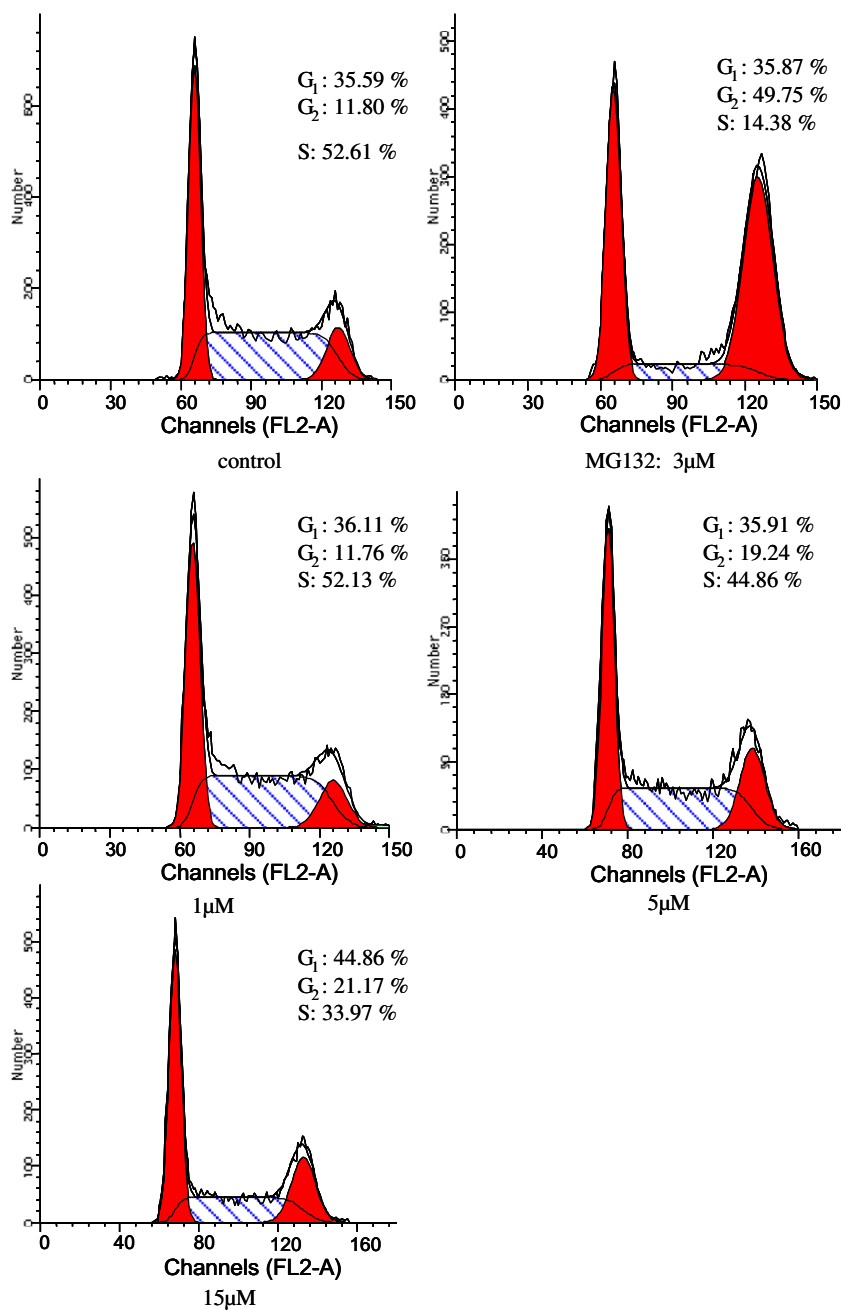 G1: 35.59 %
G2: 11.80 %
S: 52.61 %
Number
0
200
400
600
0 30 60 90 120 150
Channels (FL2-A)
control
G1: 35.87 %
G2: 49.75 %
S: 14.38 %
Number
0
100
200
300
400
500
0 30 60 90 120 150
Channels (FL2-A)
MG132: 3μM
G1: 36.11 %
G2: 11.76 %
S: 52.13 %
Number
0
100
200
300
400
500
0 30 60 90 120 150
Channels (FL2-A)
1μM
G1: 35.91 %
G2: 19.24 %
S: 44.86 %
Number
0
90
180
270
360
0 40 80 120 160
Channels (FL2-A)
5μM
G1: 44.86 %
G2: 21.17 %
S: 33.97 %
Number
0
100
200
300
400
500
0 40 80 120 160
Channels (FL2-A)
15μM